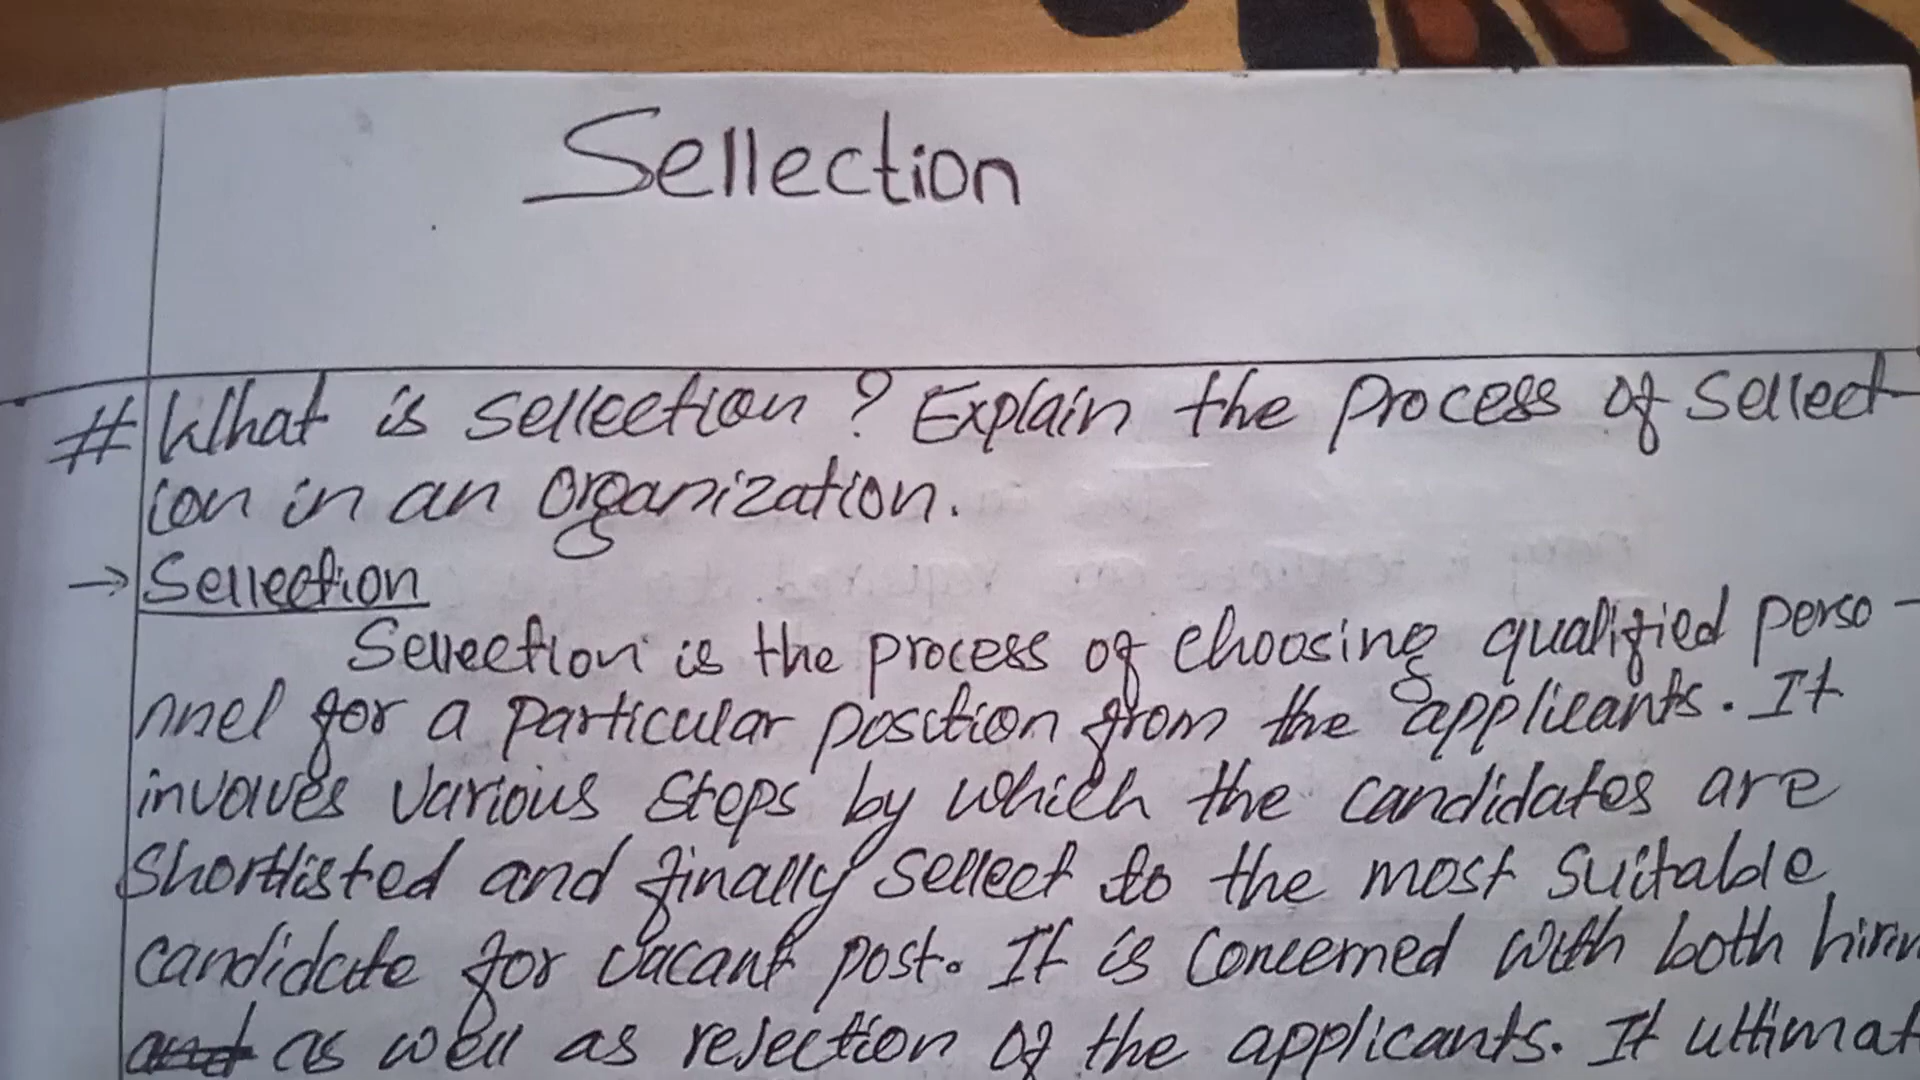 Sellection
# What is sellection ? Explain the process of sellect-
ion in an organization.
→ Sellection
Sellection is the process of choosing qualified perso-
nnel for a particular position from the applicants. It
involves various steps by which the candidates are
shortlisted and finally sellect to the most suitable
candidate for vacant post. It is concerned with both hirin
and as well as rejection of the applicants. It ultimat